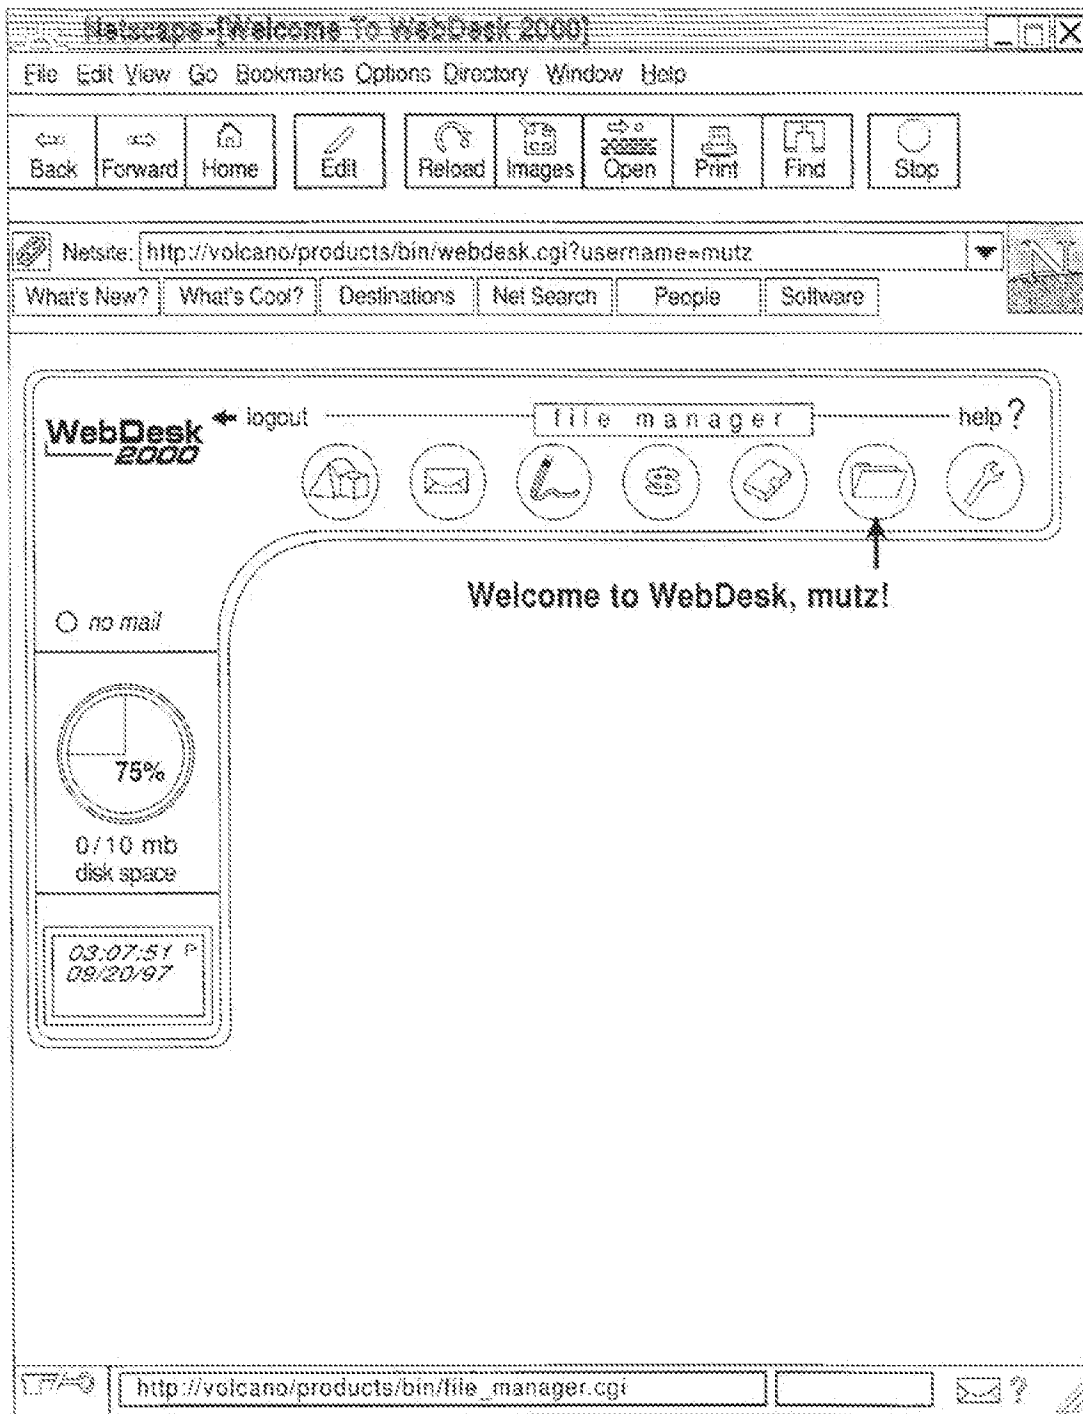 Netscape-[Welcome To WebDesk 2000]
File Edit View Go Bookmarks Options Directory Window Help
Back Forward Home Edit Reload Images Open Print Find Stop
Netsite: http://volcano/products/bin/webdesk.cgi?username=mutz
N
What's New? What's Cool? Destinations Net Search People Software
WebDesk 2000
logout
file manager
help ?
Welcome to WebDesk, mutz!
no mail
75%
0/10 mb
disk space
03:07:51 P
09/20/97
http://volcano/products/bin/file_manager.cgi
?